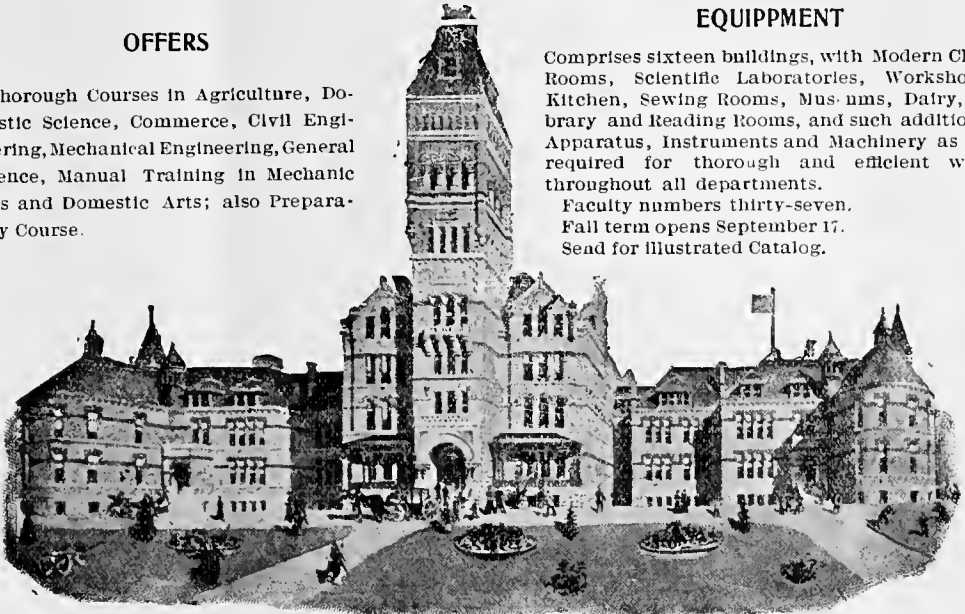 OFFERS
horough Courses in Agriculture, Do-
stic Science, Commerce, Civil Engi-
ring, Mechanical Engineering, General
ence, Manual Training in Mechanic
s and Domestic Arts; also Prepara-
y Course.
EQUIPPMENT
Comprises sixteen buildings, with Modern Cl
Rooms, Scientific Laboratories, Worksho
Kitchen, Sewing Rooms, Mus ums, Dairy,
brary and Reading Rooms, and such additio
Apparatus, Instruments and Machinery as
required for thorough and efficient w
throughout all departments.
Faculty numbers thirty-seven.
Fall term opens September 17.
Send for illustrated Catalog.